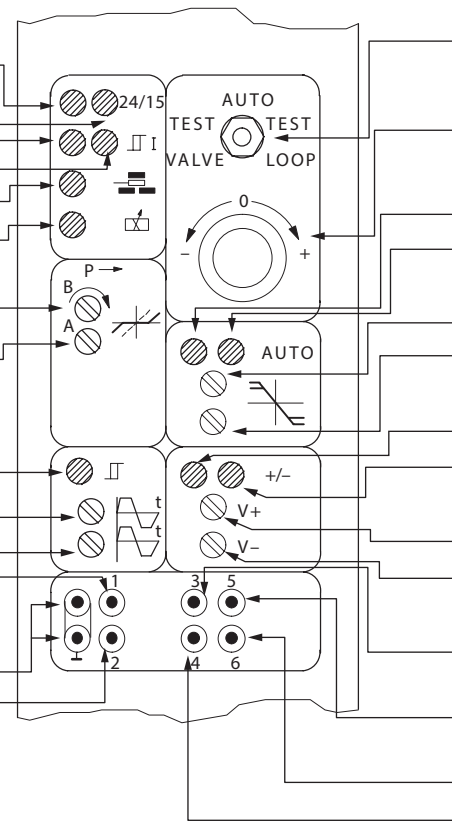 24/15
I
AUTO
TEST TEST
VALVE LOOP
0
– +
P
B
A
AUTO
+/–
t
V+
t
V–
1 3 5
2 4 6